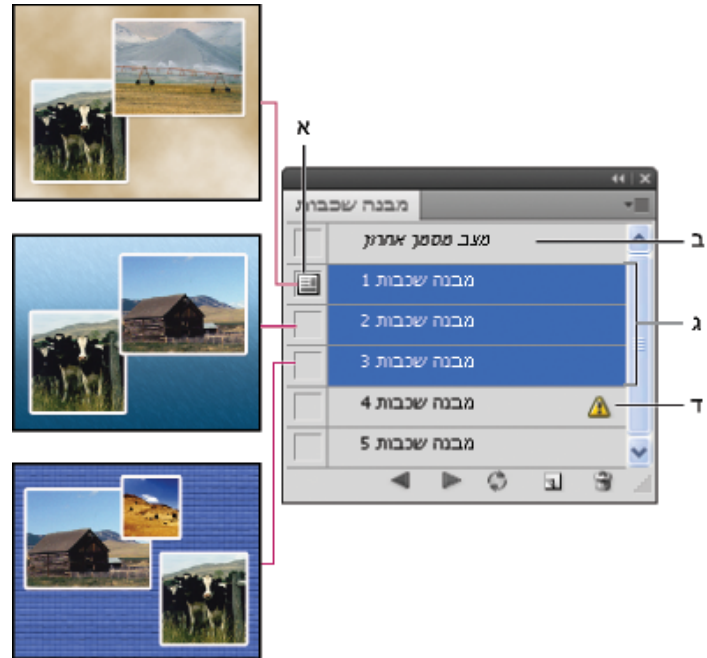 א
מבנה שכבות
מצב מסמך אחרון
ב
מבנה שכבות 1
מבנה שכבות 2
ג
מבנה שכבות 3
מבנה שכבות 4
ד
מבנה שכבות 5